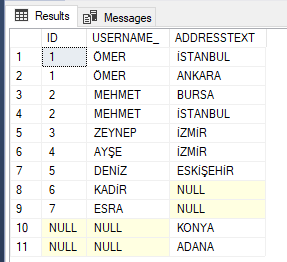 Results Messages
ID USERNAME_ ADDRESSTEXT
1 1 ÖMER İSTANBUL
2 1 ÖMER ANKARA
3 2 MEHMET BURSA
4 2 MEHMET İSTANBUL
5 3 ZEYNEP İZMİR
6 4 AYŞE İZMİR
7 5 DENİZ ESKİŞEHİR
8 6 KADİR NULL
9 7 ESRA NULL
10 NULL NULL KONYA
11 NULL NULL ADANA